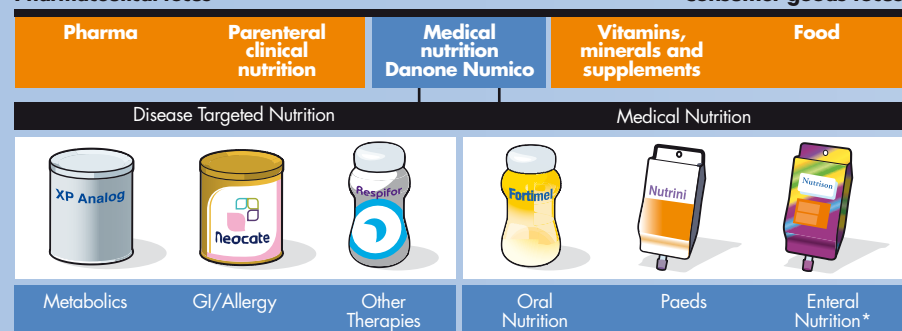 Pharma
Parenteral
clinical
nutrition
Medical
nutrition
Danone Numico
Vitamins,
minerals and
supplements
Food
Disease Targeted Nutrition
Medical Nutrition
XP Analog
Neocate
Respifor
Fortimel
Nutrini
Nutrison
Metabolics
GI/Allergy
Other
Therapies
Oral
Nutrition
Paeds
Enteral
Nutrition*